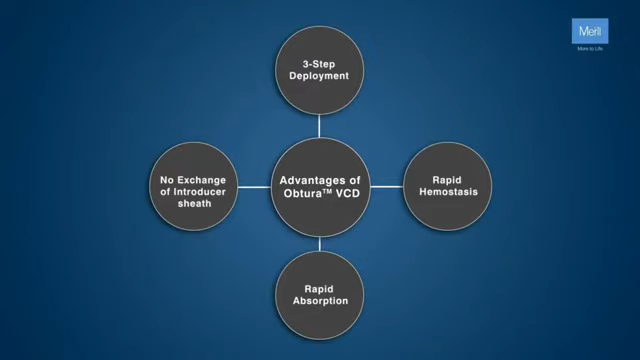 Meril
More to Life
3-Step
Deployment
No Exchange
of Introducer
sheath
Advantages of
Obtura™ VCD
Rapid
Hemostasis
Rapid
Absorption